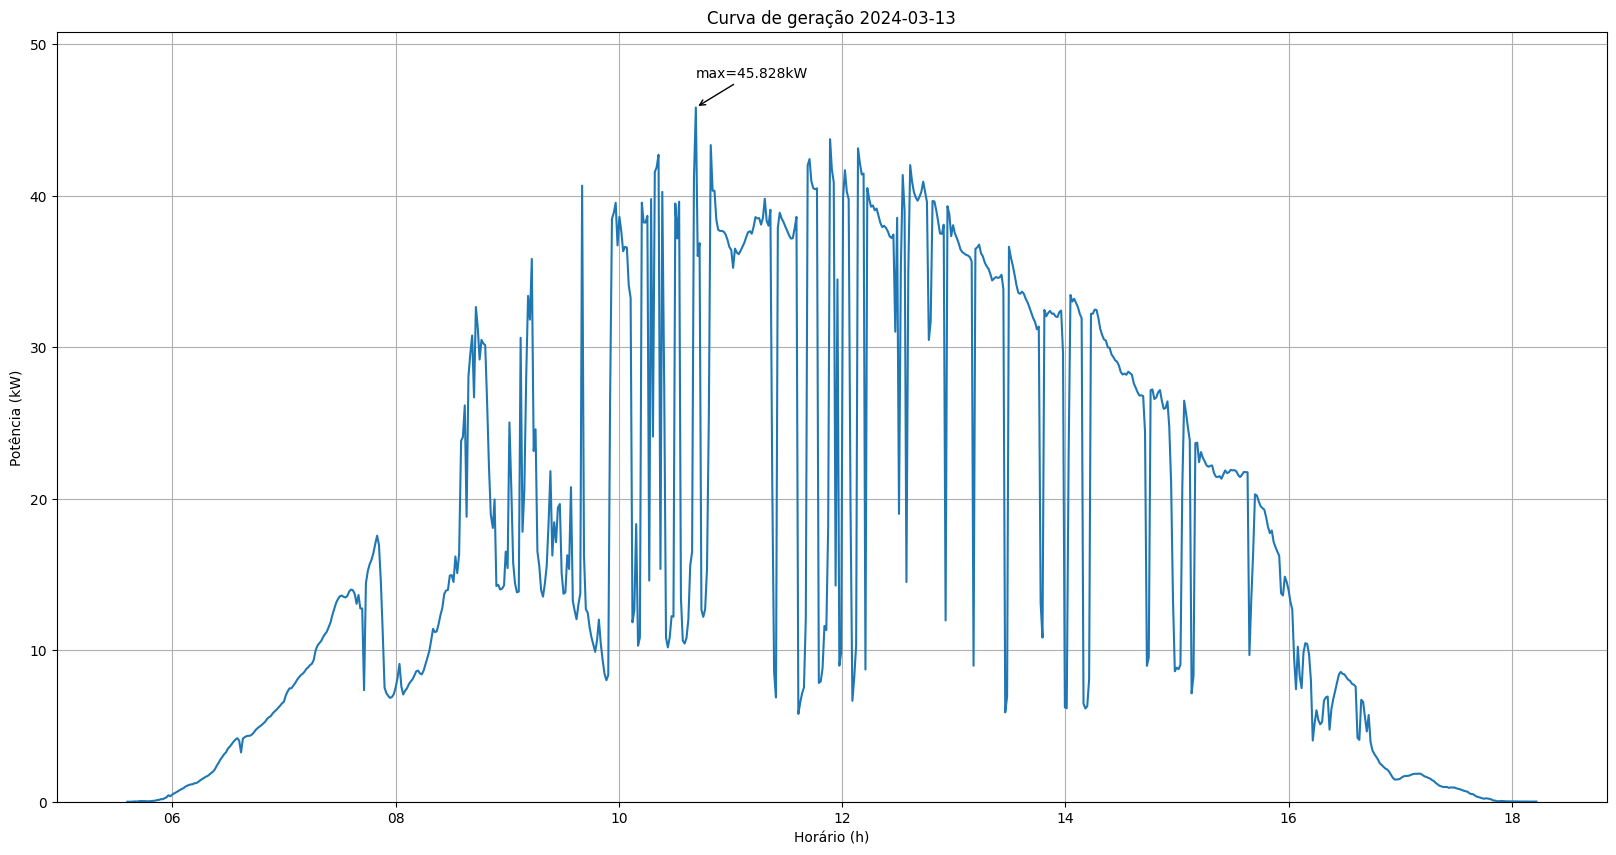 Curva de geração 2024-03-13
50
max=45.828kW
40
30
Potência (kW)
20
10
0
06 08 10 12 14 16 18
Horário (h)